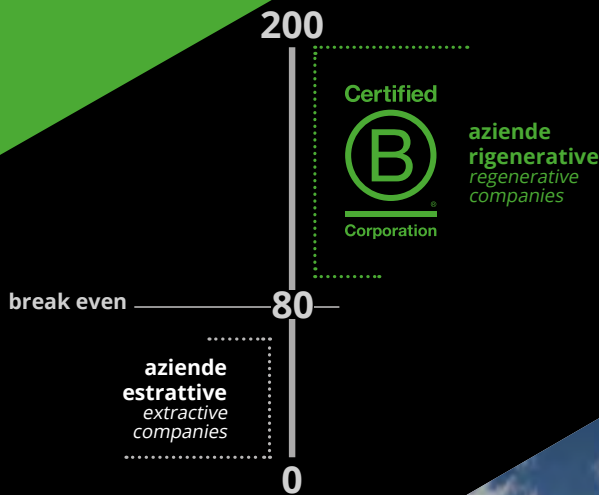 200
Certified
B
®
Corporation
aziende
rigenerative
regenerative
companies
break even
80
aziende
estrattive
extractive
companies
0